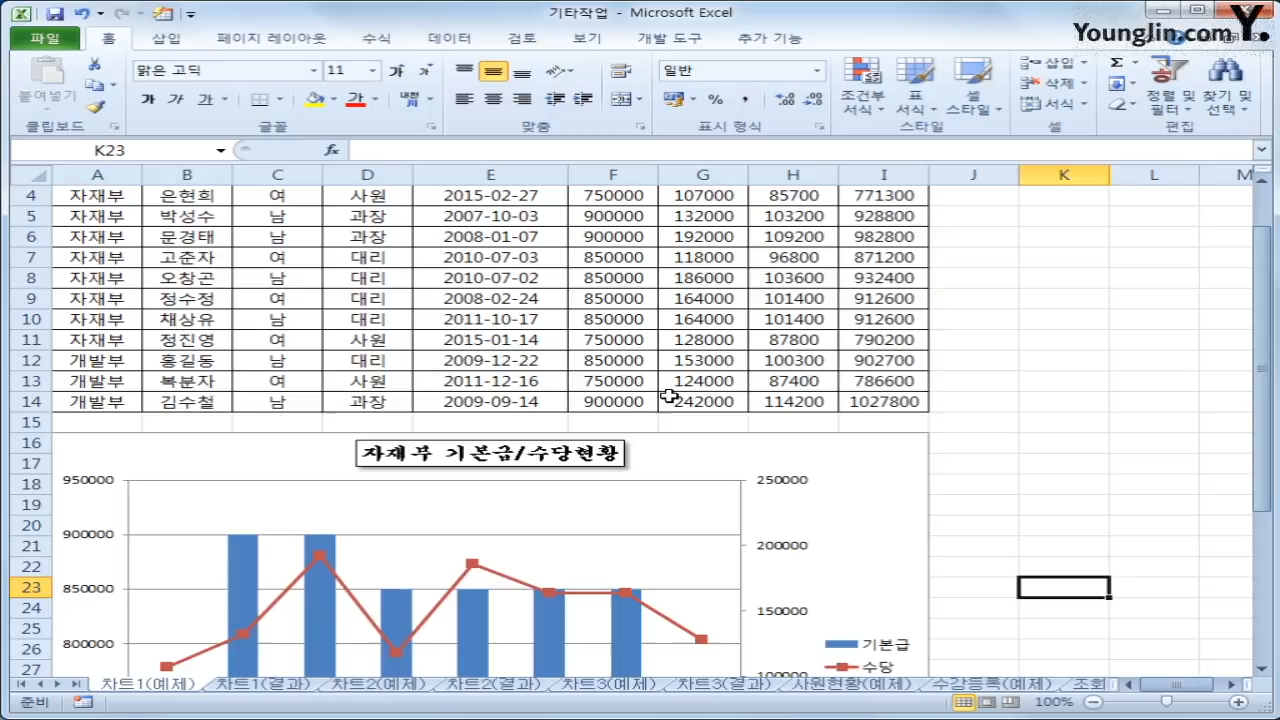 기타작업 - Microsoft Excel
YoungJin.com Y.
파일 홈 삽입 페이지 레이아웃 수식 데이터 검토 보기 개발 도구 추가 기능
붙여넣기 맑은 고딕 11 가 가 일반 조건부 서식 표 서식 셀 스타일 삽입 삭제 서식 Σ 정렬 및 필터 찾기 및 선택
가 가 가 가 %
클립보드 글꼴 맞춤 표시 형식 스타일 셀 편집
K23 fx
A B C D E F G H I J K L M
4 자재부 은현희 여 사원 2015-02-27 750000 107000 85700 771300
5 자재부 박성수 남 과장 2007-10-03 900000 132000 103200 928800
6 자재부 문경태 남 과장 2008-01-07 900000 192000 109200 982800
7 자재부 고준자 여 대리 2010-07-03 850000 118000 96800 871200
8 자재부 오창곤 남 대리 2010-07-02 850000 186000 103600 932400
9 자재부 정수정 여 대리 2008-02-24 850000 164000 101400 912600
10 자재부 채상유 남 대리 2011-10-17 850000 164000 101400 912600
11 자재부 정진영 여 사원 2015-01-14 750000 128000 87800 790200
12 개발부 홍길동 남 대리 2009-12-22 850000 153000 100300 902700
13 개발부 복분자 여 사원 2011-12-16 750000 124000 87400 786600
14 개발부 김수철 남 과장 2009-09-14 900000 242000 114200 1027800
15
16
17
18
19
20
21
22
23
24
25
26
27
자재부 기본급/수당현황
950000 250000
900000 200000
850000 150000
800000 100000
기본급
수당
차트1(예제) 차트1(결과) 차트2(예제) 차트2(결과) 차트3(예제) 차트3(결과) 사원현황(예제) 수강등록(예제) 조회
준비 100%